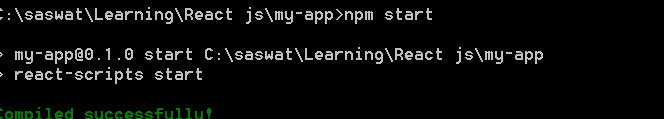 C:\saswat\Learning\React js\my-app>npm start
> my-app@0.1.0 start C:\saswat\Learning\React js\my-app
> react-scripts start
Compiled successfully!